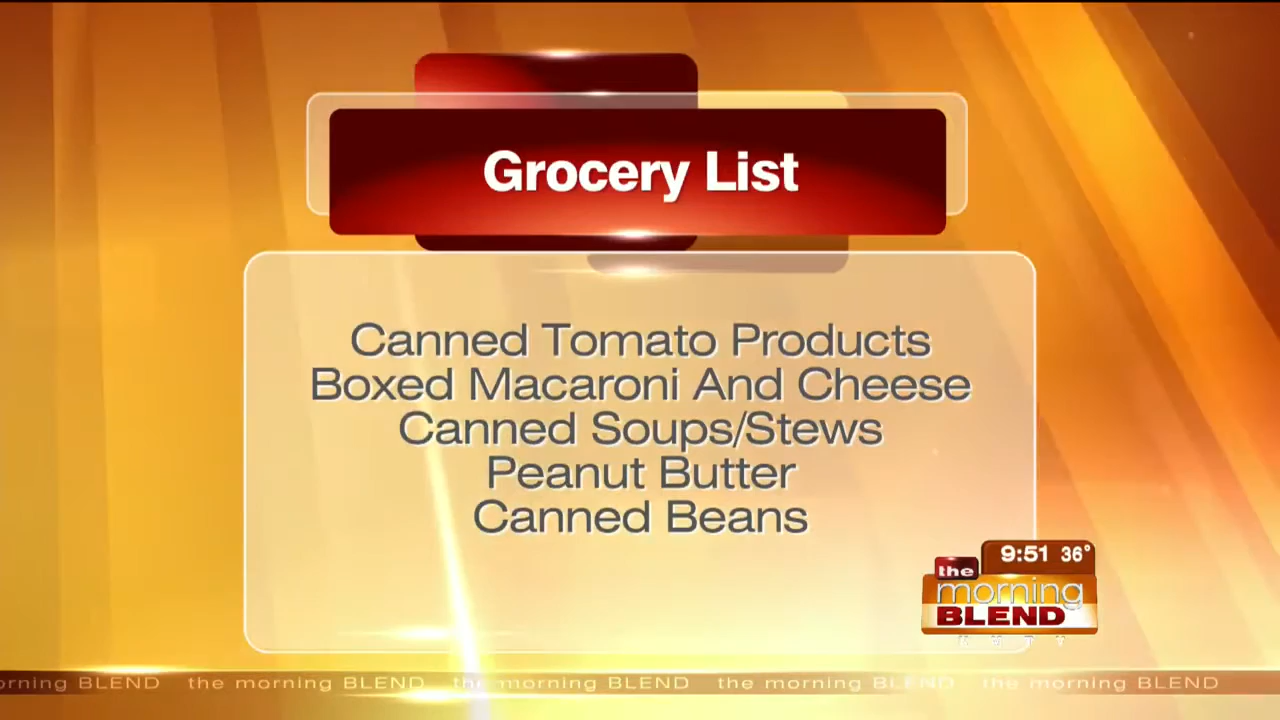 Grocery List
Canned Tomato Products
Boxed Macaroni And Cheese
Canned Soups/Stews
Peanut Butter
Canned Beans
9:51 36°
the
morning
BLEND
orning BLEND the morning BLEND the morning BLEND the morning BLEND the morning BLEND